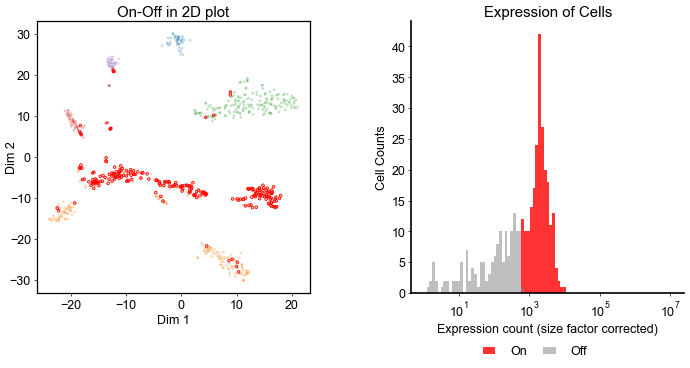 On-Off in 2D plot
30
20
10
0
−10
−20
−30
Dim 2
−20 −10 0 10 20
Dim 1
Expression of Cells
40
35
30
25
20
15
10
5
0
Cell Counts
10^1 10^3 10^5 10^7
Expression count (size factor corrected)
On Off